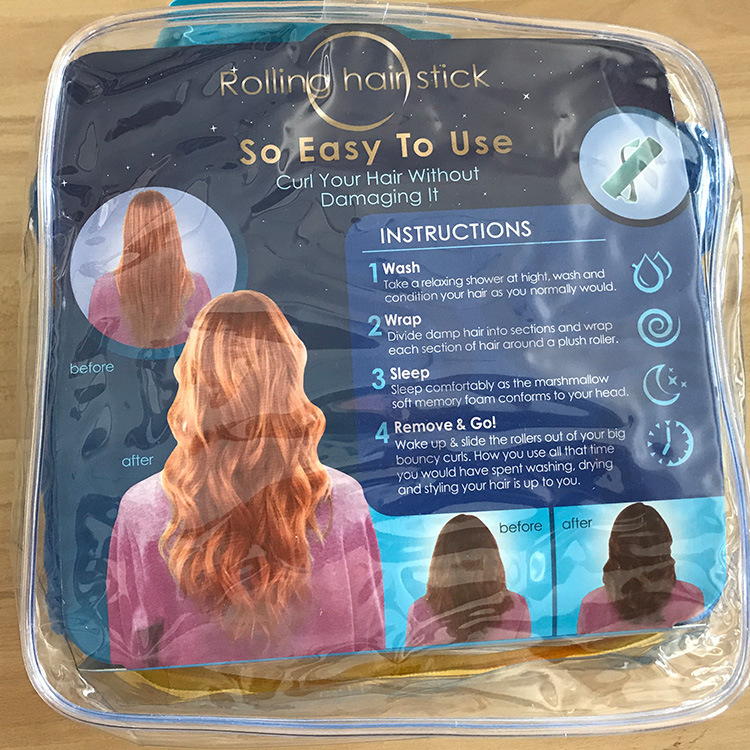 Rolling hair stick
So Easy To Use
Curl Your Hair Without
Damaging It
INSTRUCTIONS
1 Wash
Take a relaxing shower at hight, wash and
condition your hair as you normally would.
2 Wrap
Divide damp hair into sections and wrap
each section of hair around a plush roller.
3 Sleep
Sleep comfortably as the marshmallow
soft memory foam conforms to your head.
4 Remove & Go!
Wake up & slide the rollers out of your big
bouncy curls. How you use all that time
you would have spent washing, drying
and styling your hair is up to you.
before
after
before
after